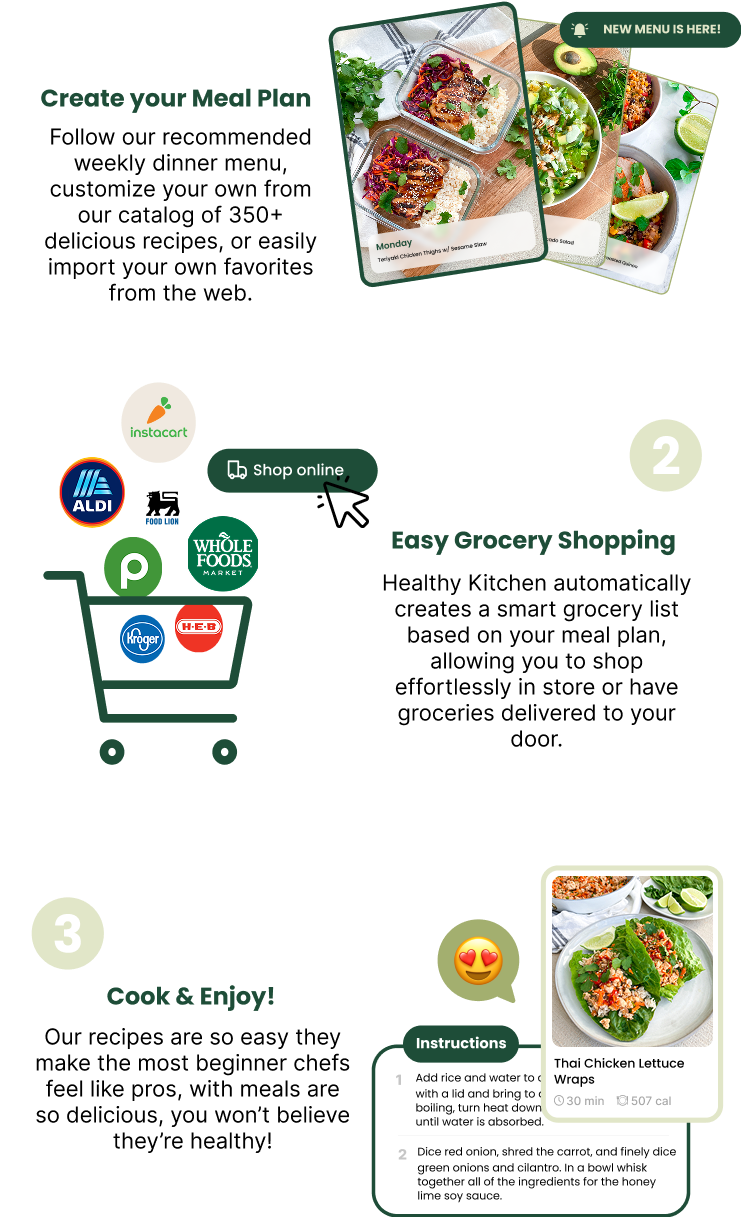 NEW MENU IS HERE!
Create your Meal Plan
Follow our recommended
weekly dinner menu,
customize your own from
our catalog of 350+
delicious recipes, or easily
import your own favorites
from the web.
Monday
Teriyaki Chicken Thighs w/ Sesame Slaw
Salad
Quinoa
instacart
ALDI
FOOD LION
WHOLE
FOODS
MARKET
p
Kroger
H-E-B
Shop online
2
Easy Grocery Shopping
Healthy Kitchen automatically
creates a smart grocery list
based on your meal plan,
allowing you to shop
effortlessly in store or have
groceries delivered to your
door.
3
Cook & Enjoy!
Our recipes are so easy they
make the most beginner chefs
feel like pros, with meals are
so delicious, you won’t believe
they’re healthy!
Instructions
1 Add rice and water to
with a lid and bring to
boiling, turn heat down
until water is absorbed.
2 Dice red onion, shred the carrot, and finely dice
green onions and cilantro. In a bowl whisk
together all of the ingredients for the honey
lime soy sauce.
Thai Chicken Lettuce
Wraps
30 min 507 cal